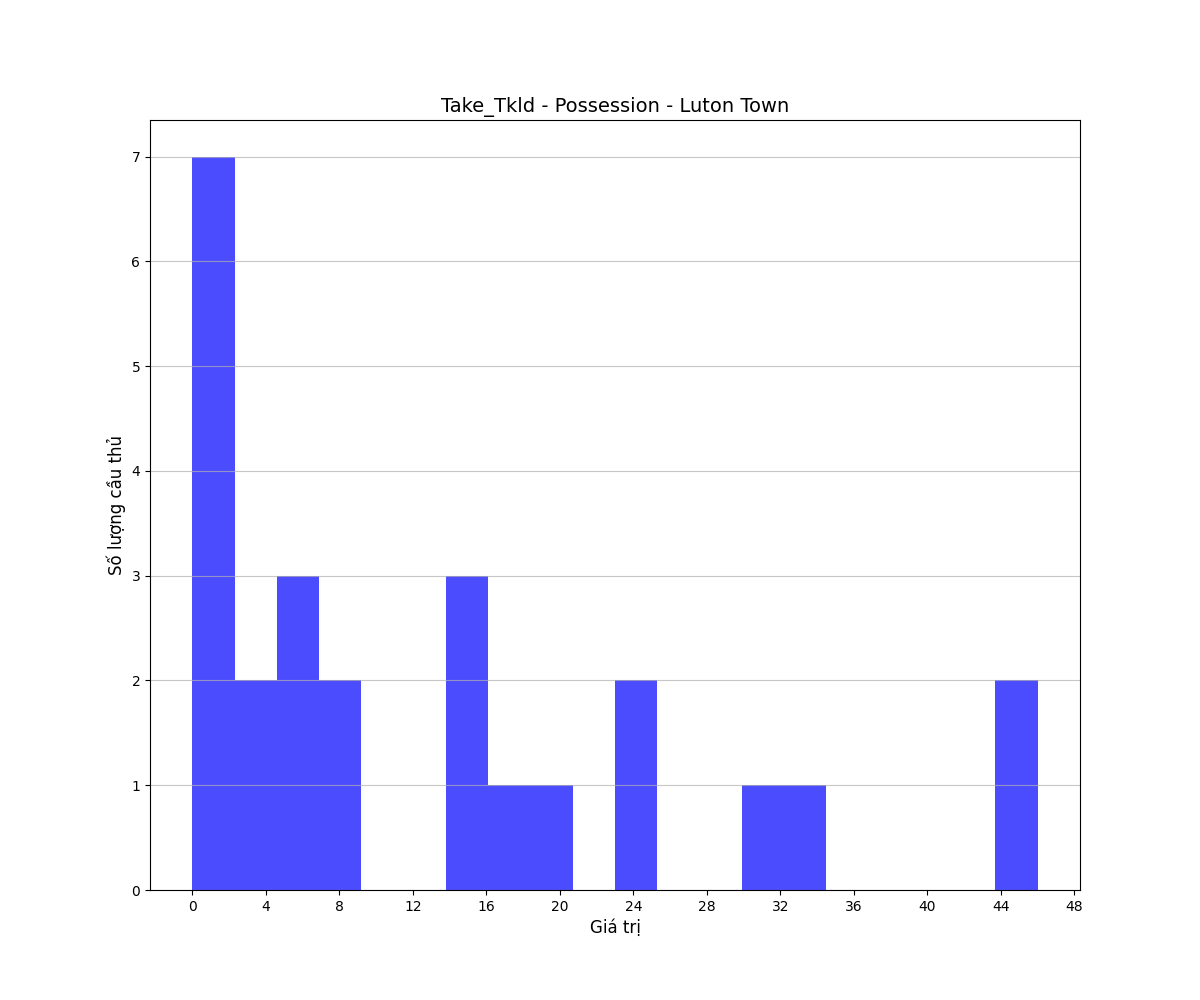 Take_Tkld - Possession - Luton Town
7
6
5
4
3
2
1
0
Số lượng cầu thủ
0 4 8 12 16 20 24 28 32 36 40 44 48
Giá trị